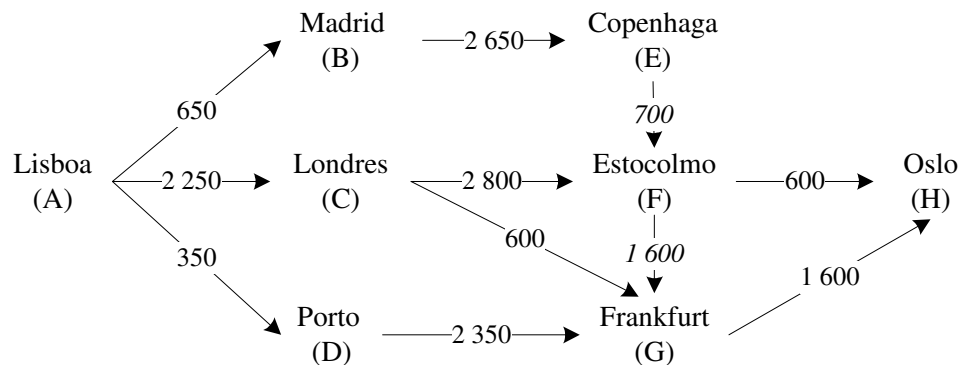 Madrid
(B)
2 650
Copenhaga
(E)
650
700
Lisboa
(A)
2 250
Londres
(C)
2 800
Estocolmo
(F)
600
Oslo
(H)
350
600
1 600
1 600
Porto
(D)
2 350
Frankfurt
(G)